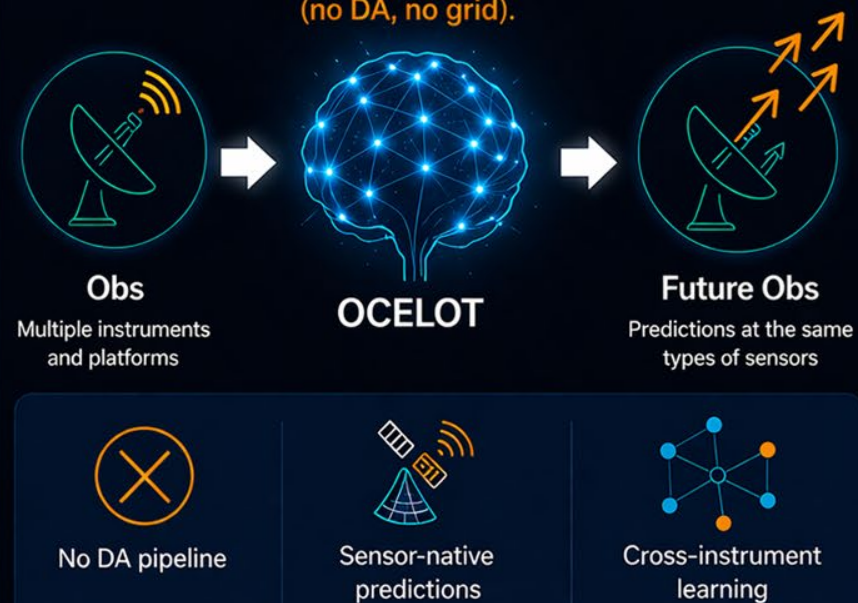 (no DA, no grid).
Obs
Multiple instruments
and platforms
OCELOT
Future Obs
Predictions at the same
types of sensors
No DA pipeline
Sensor-native
predictions
Cross-instrument
learning